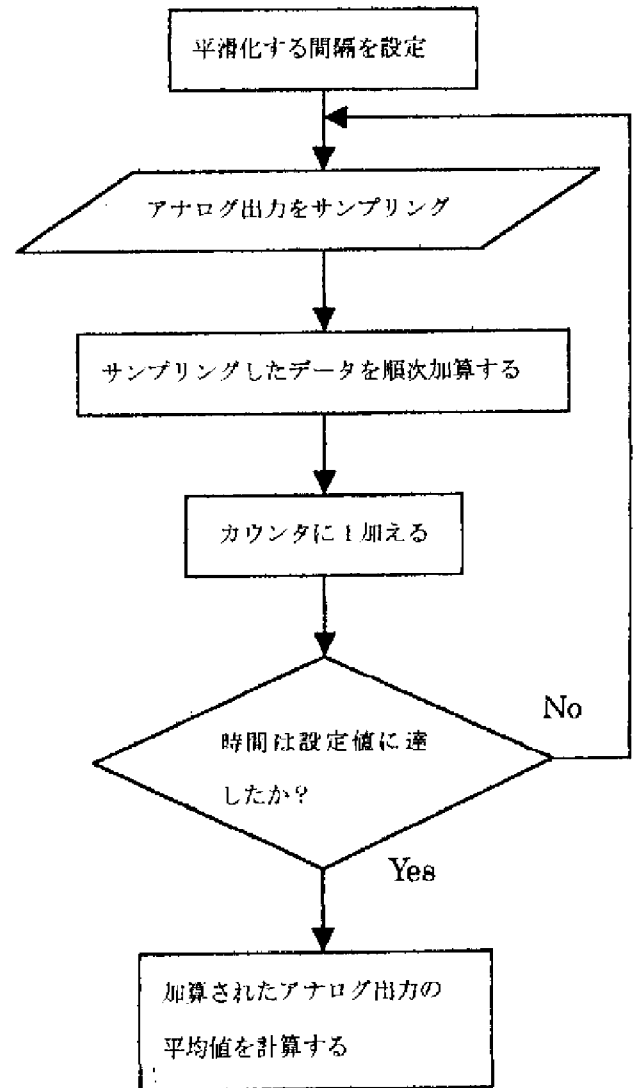 平滑化する間隔を設定
アナログ出力をサンプリング
サンプリングしたデータを順次加算する
カウンタに1加える
時間は設定値に達
したか?
No
Yes
加算されたアナログ出力の
平均値を計算する